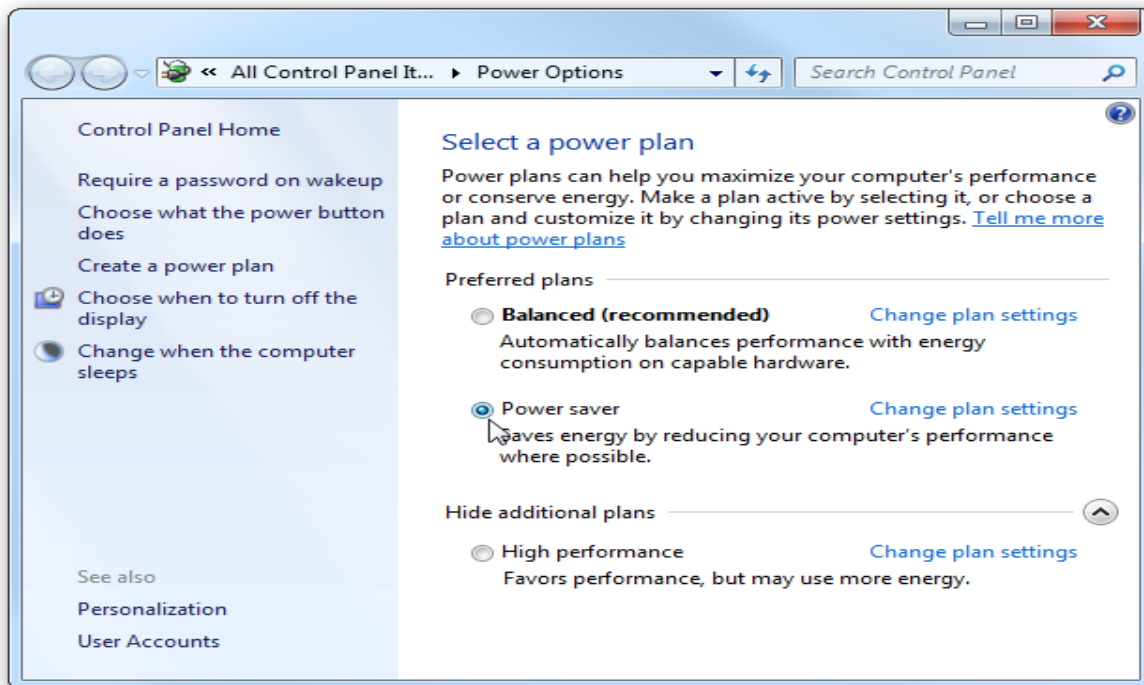 « All Control Panel It... ▸ Power Options
Search Control Panel
Control Panel Home
Require a password on wakeup
Choose what the power button
does
Create a power plan
Choose when to turn off the
display
Change when the computer
sleeps
See also
Personalization
User Accounts
Select a power plan
Power plans can help you maximize your computer's performance
or conserve energy. Make a plan active by selecting it, or choose a
plan and customize it by changing its power settings. Tell me more
about power plans
Preferred plans
Balanced (recommended) Change plan settings
Automatically balances performance with energy
consumption on capable hardware.
Power saver Change plan settings
Saves energy by reducing your computer's performance
where possible.
Hide additional plans
High performance Change plan settings
Favors performance, but may use more energy.